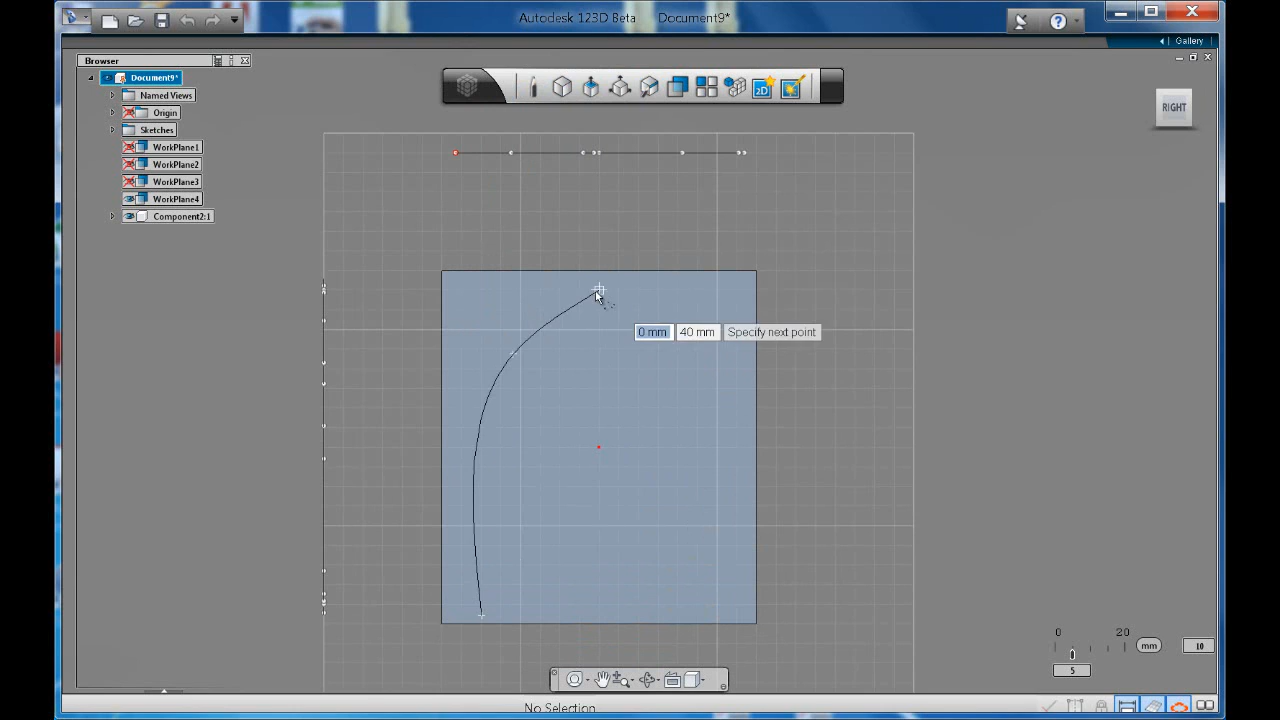 Autodesk 123D Beta Document9*
Gallery
Browser
Document9*
Named Views
Origin
Sketches
WorkPlane1
WorkPlane2
WorkPlane3
WorkPlane4
Component2:1
2D
RIGHT
0 mm 40 mm Specify next point
0 20
mm 10
5
No Selection